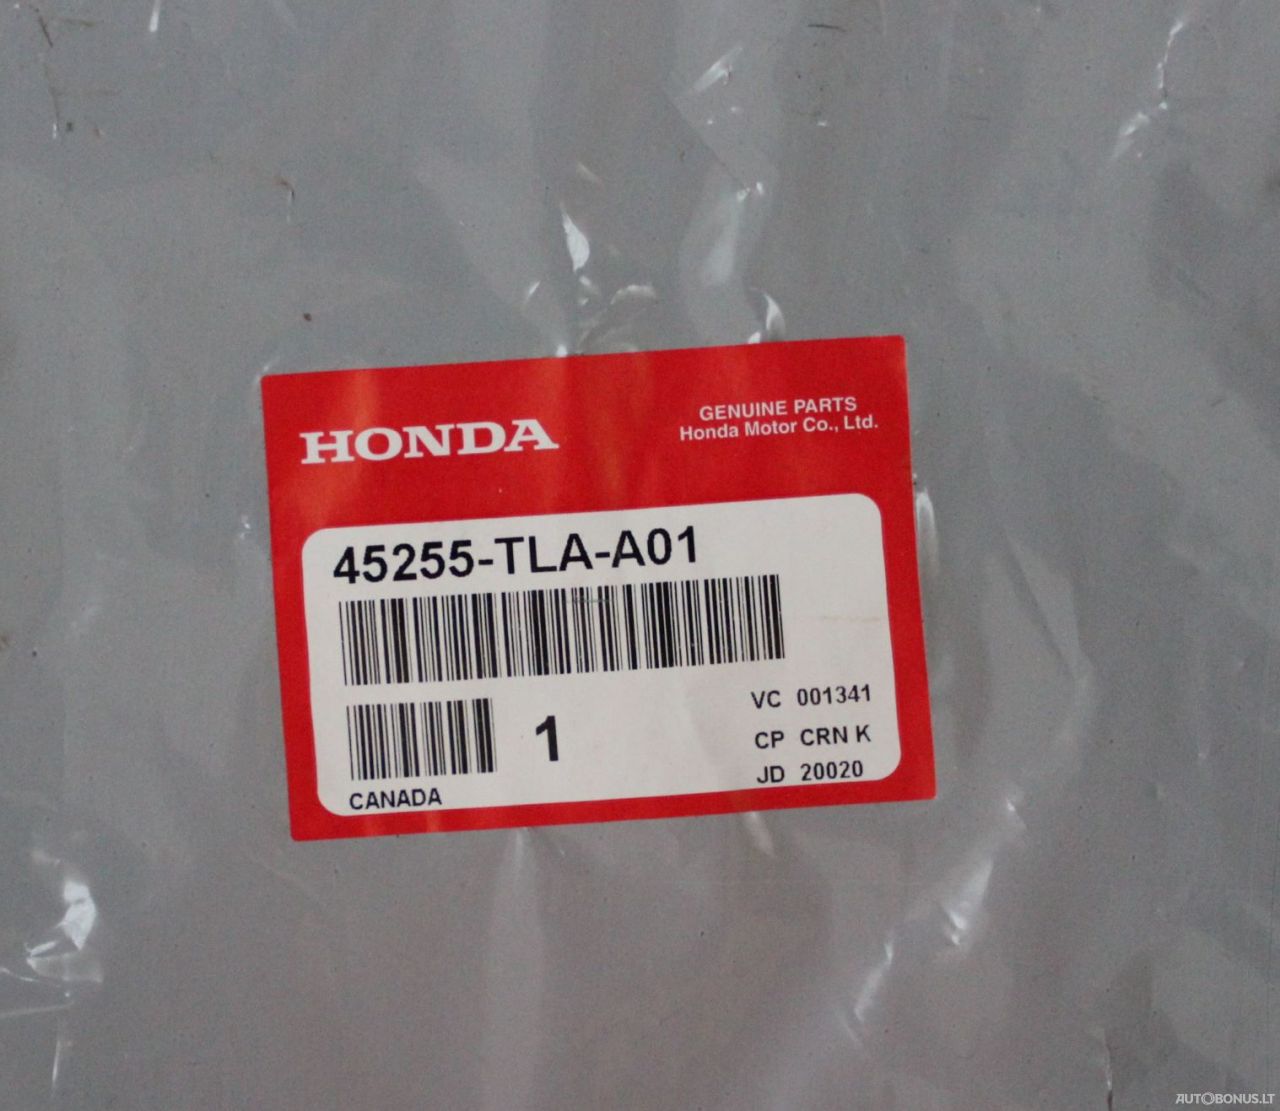 HONDA
GENUINE PARTS
Honda Motor Co., Ltd.
45255-TLA-A01
1
VC 001341
CP CRN K
JD 20020
CANADA
AUTOBONUS.LT